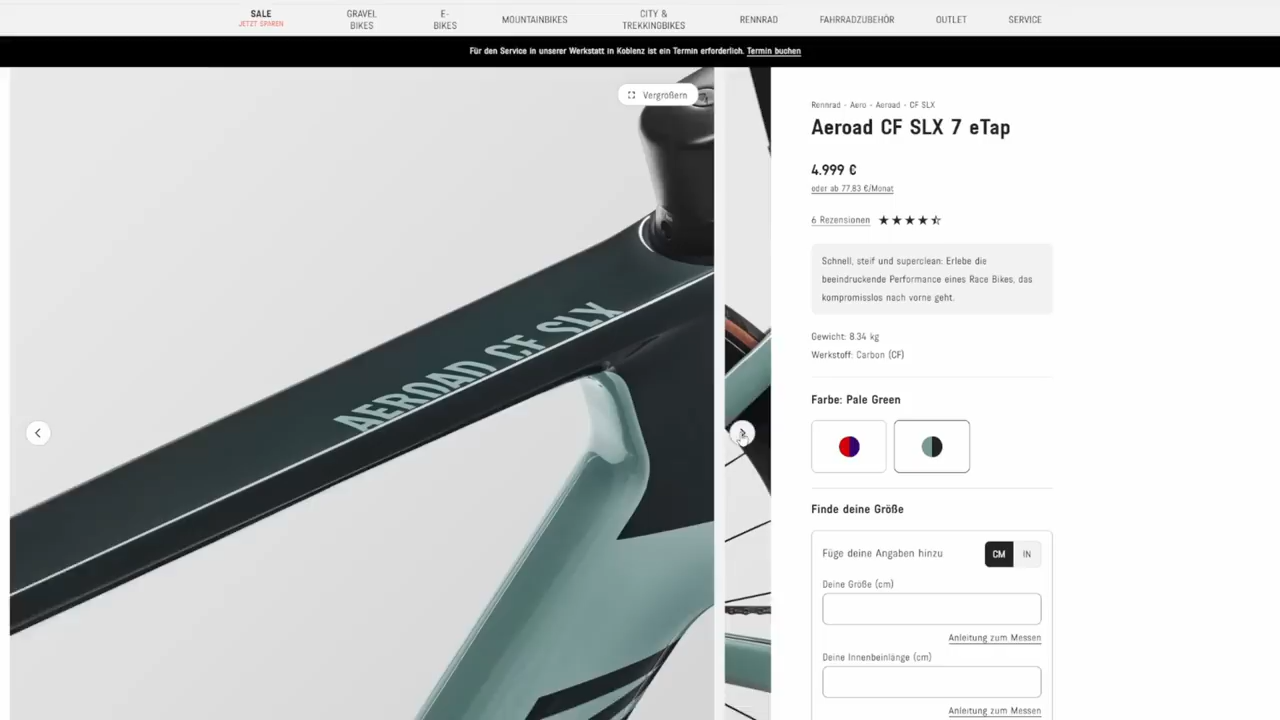 SALE
JETZT SPAREN
GRAVEL
BIKES
E-
BIKES
MOUNTAINBIKES
CITY &
TREKKINGBIKES
RENNRAD
FAHRRADZUBEHÖR
OUTLET
SERVICE
Für den Service in unserer Werkstatt in Koblenz ist ein Termin erforderlich. Termin buchen
Vergrößern
AEROAD CF SLX
Rennrad - Aero - Aeroad - CF SLX
Aeroad CF SLX 7 eTap
4.999 €
oder ab 77,83 €/Monat
6 Rezensionen
Schnell, steif und superclean: Erlebe die
beeindruckende Performance eines Race Bikes, das
kompromisslos nach vorne geht.
Gewicht: 8.34 kg
Werkstoff: Carbon (CF)
Farbe: Pale Green
Finde deine Größe
Füge deine Angaben hinzu
CM
IN
Deine Größe (cm)
Anleitung zum Messen
Deine Innenbeinlänge (cm)
Anleitung zum Messen